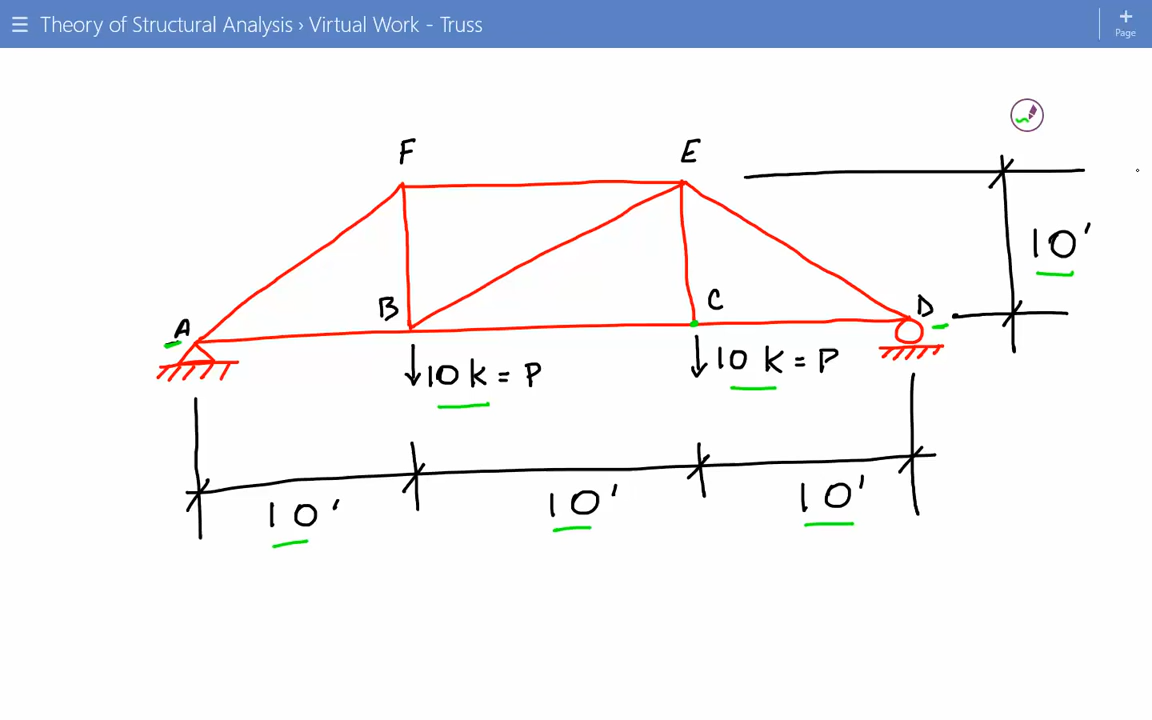 Theory of Structural Analysis › Virtual Work - Truss
Page
F
E
10'
B
C
A
D
10 k = P
10 k = P
10'
10'
10'